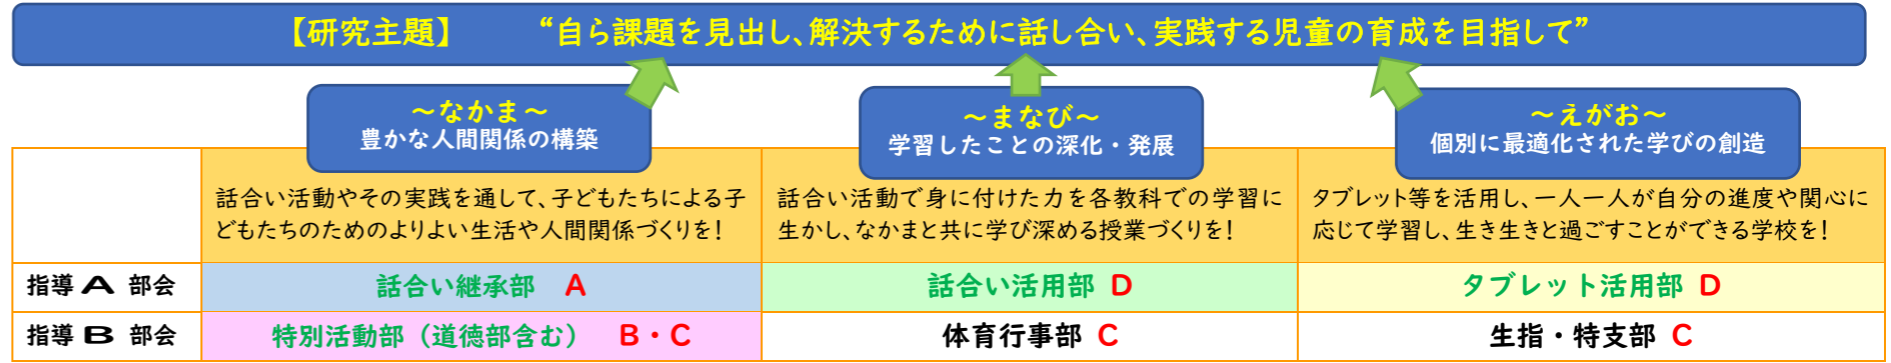 【研究主題】 “自ら課題を見出し、解決するために話し合い、実践する児童の育成を目指して”
～なかま～
豊かな人間関係の構築
～まなび～
学習したことの深化・発展
～えがお～
個別に最適化された学びの創造
話合い活動やその実践を通して、子どもたちによる子
どもたちのためのよりよい生活や人間関係づくりを！
話合い活動で身に付けた力を各教科での学習に
生かし、なかまと共に学び深める授業づくりを！
タブレット等を活用し、一人一人が自分の進度や関心に
応じて学習し、生き生きと過ごすことができる学校を！
指導A部会 話合い継承部 A 話合い活用部 D タブレット活用部 D
指導B部会 特別活動部（道徳部含む） B・C 体育行事部 C 生指・特支部 C